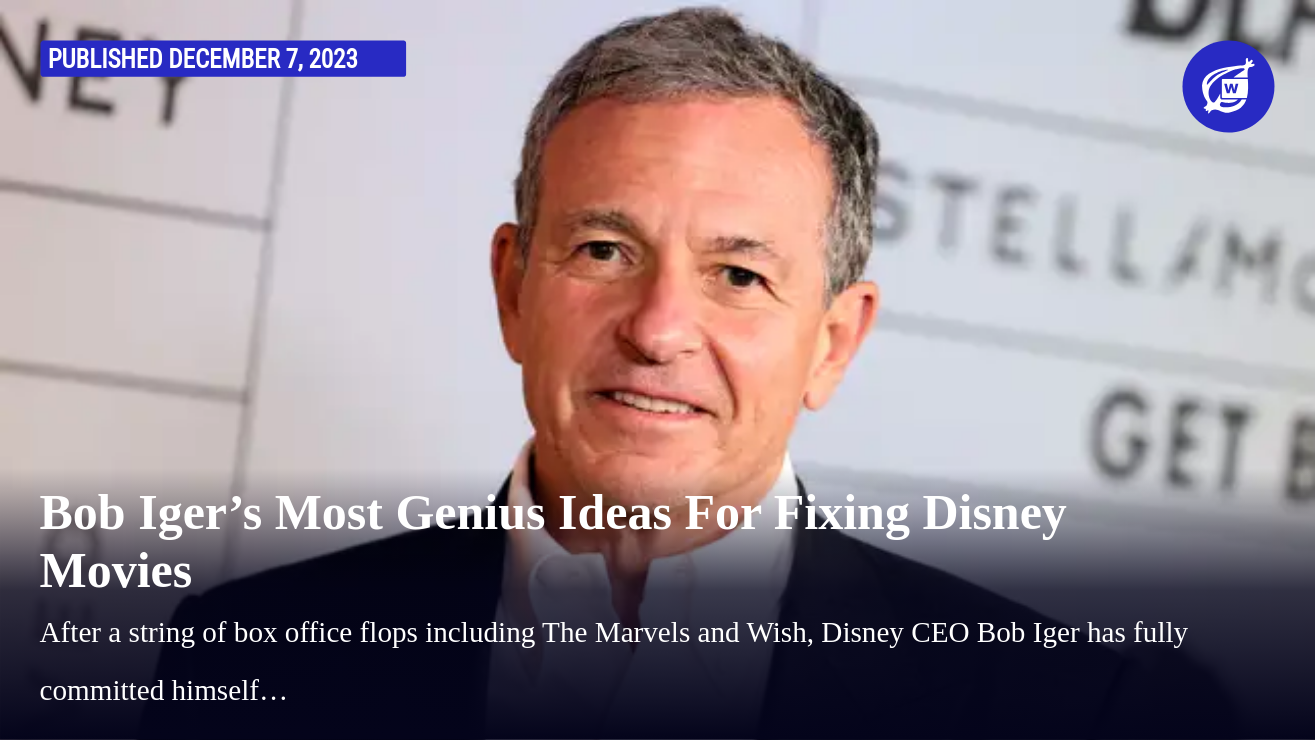 PUBLISHED DECEMBER 7, 2023
W
NEY
STELL/MC
GET B
Bob Iger’s Most Genius Ideas For Fixing Disney
Movies
After a string of box office flops including The Marvels and Wish, Disney CEO Bob Iger has fully
committed himself…